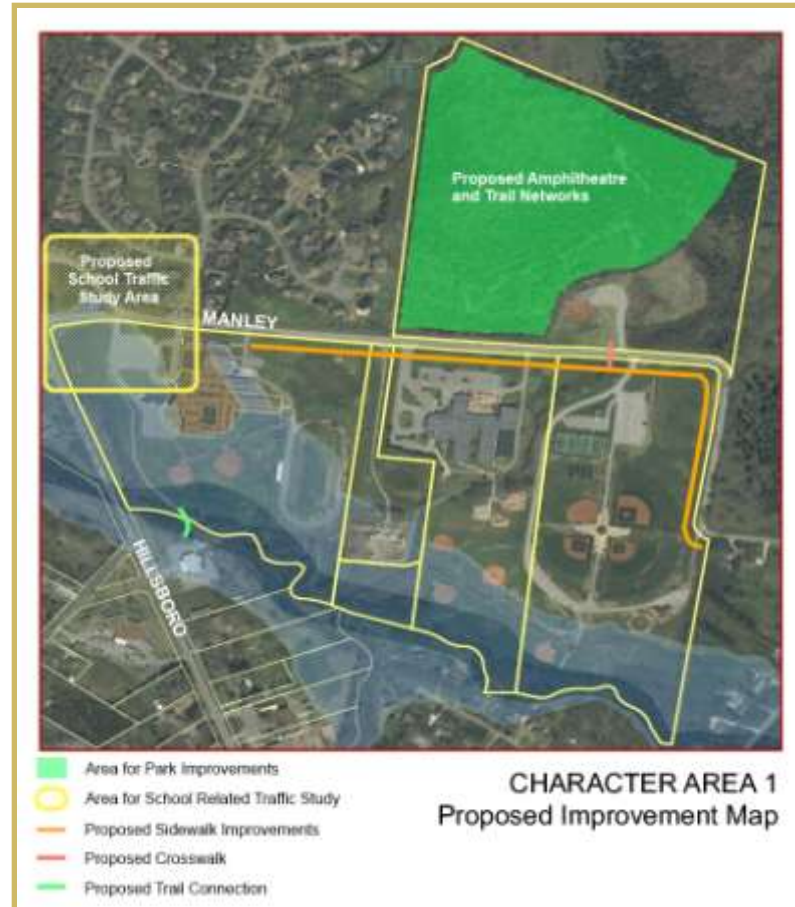 Proposed Amphitheatre
and Trail Networks
Proposed
School Traffic
Study Area
MANLEY
HILLSBORO
Area for Park Improvements
Area for School Related Traffic Study
Proposed Sidewalk Improvements
Proposed Crosswalk
Proposed Trail Connection
CHARACTER AREA 1
Proposed Improvement Map